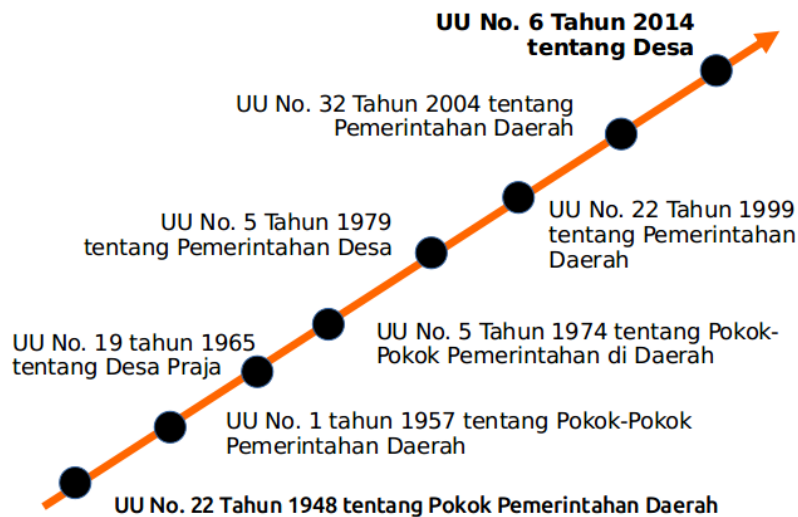 UU No. 6 Tahun 2014
tentang Desa
UU No. 32 Tahun 2004 tentang
Pemerintahan Daerah
UU No. 22 Tahun 1999
tentang Pemerintahan
Daerah
UU No. 5 Tahun 1979
tentang Pemerintahan Desa
UU No. 5 Tahun 1974 tentang Pokok-
Pokok Pemerintahan di Daerah
UU No. 19 tahun 1965
tentang Desa Praja
UU No. 1 tahun 1957 tentang Pokok-Pokok
Pemerintahan Daerah
UU No. 22 Tahun 1948 tentang Pokok Pemerintahan Daerah